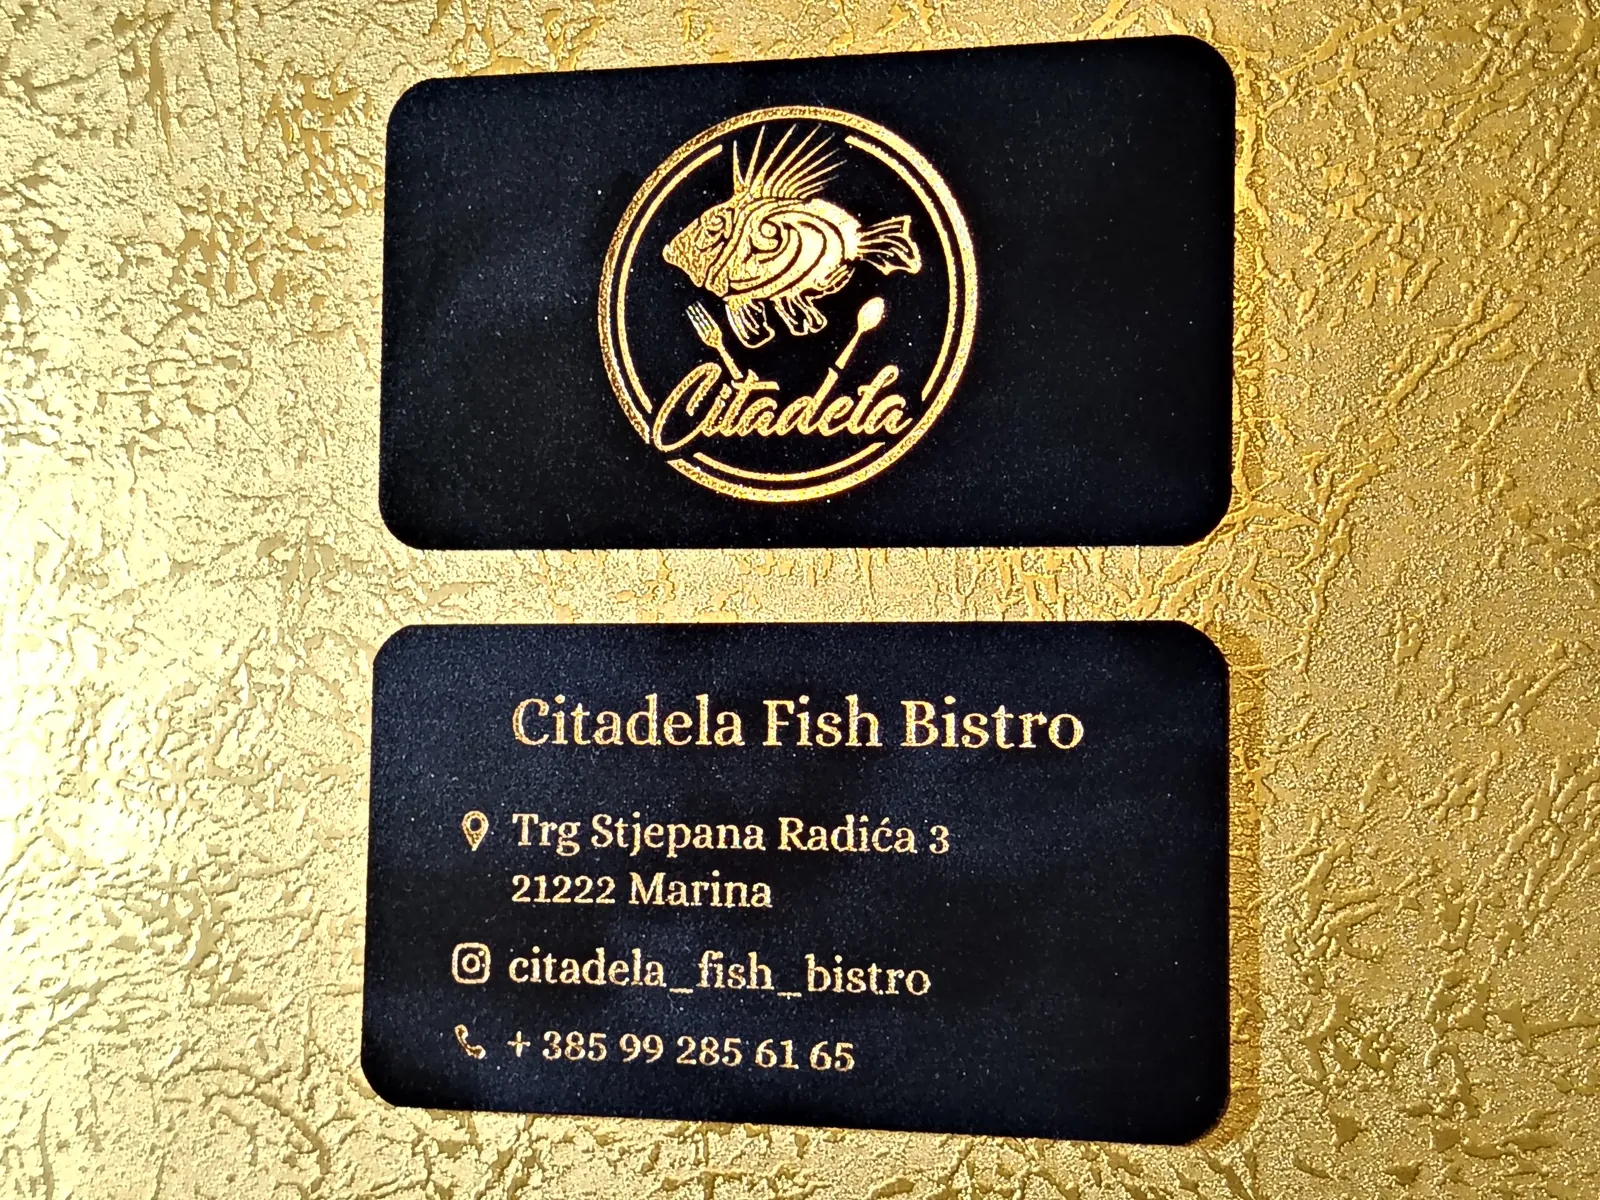 Citadela
Citadela Fish Bistro
Trg Stjepana Radića 3
21222 Marina
citadela_fish_bistro
+ 385 99 285 61 65